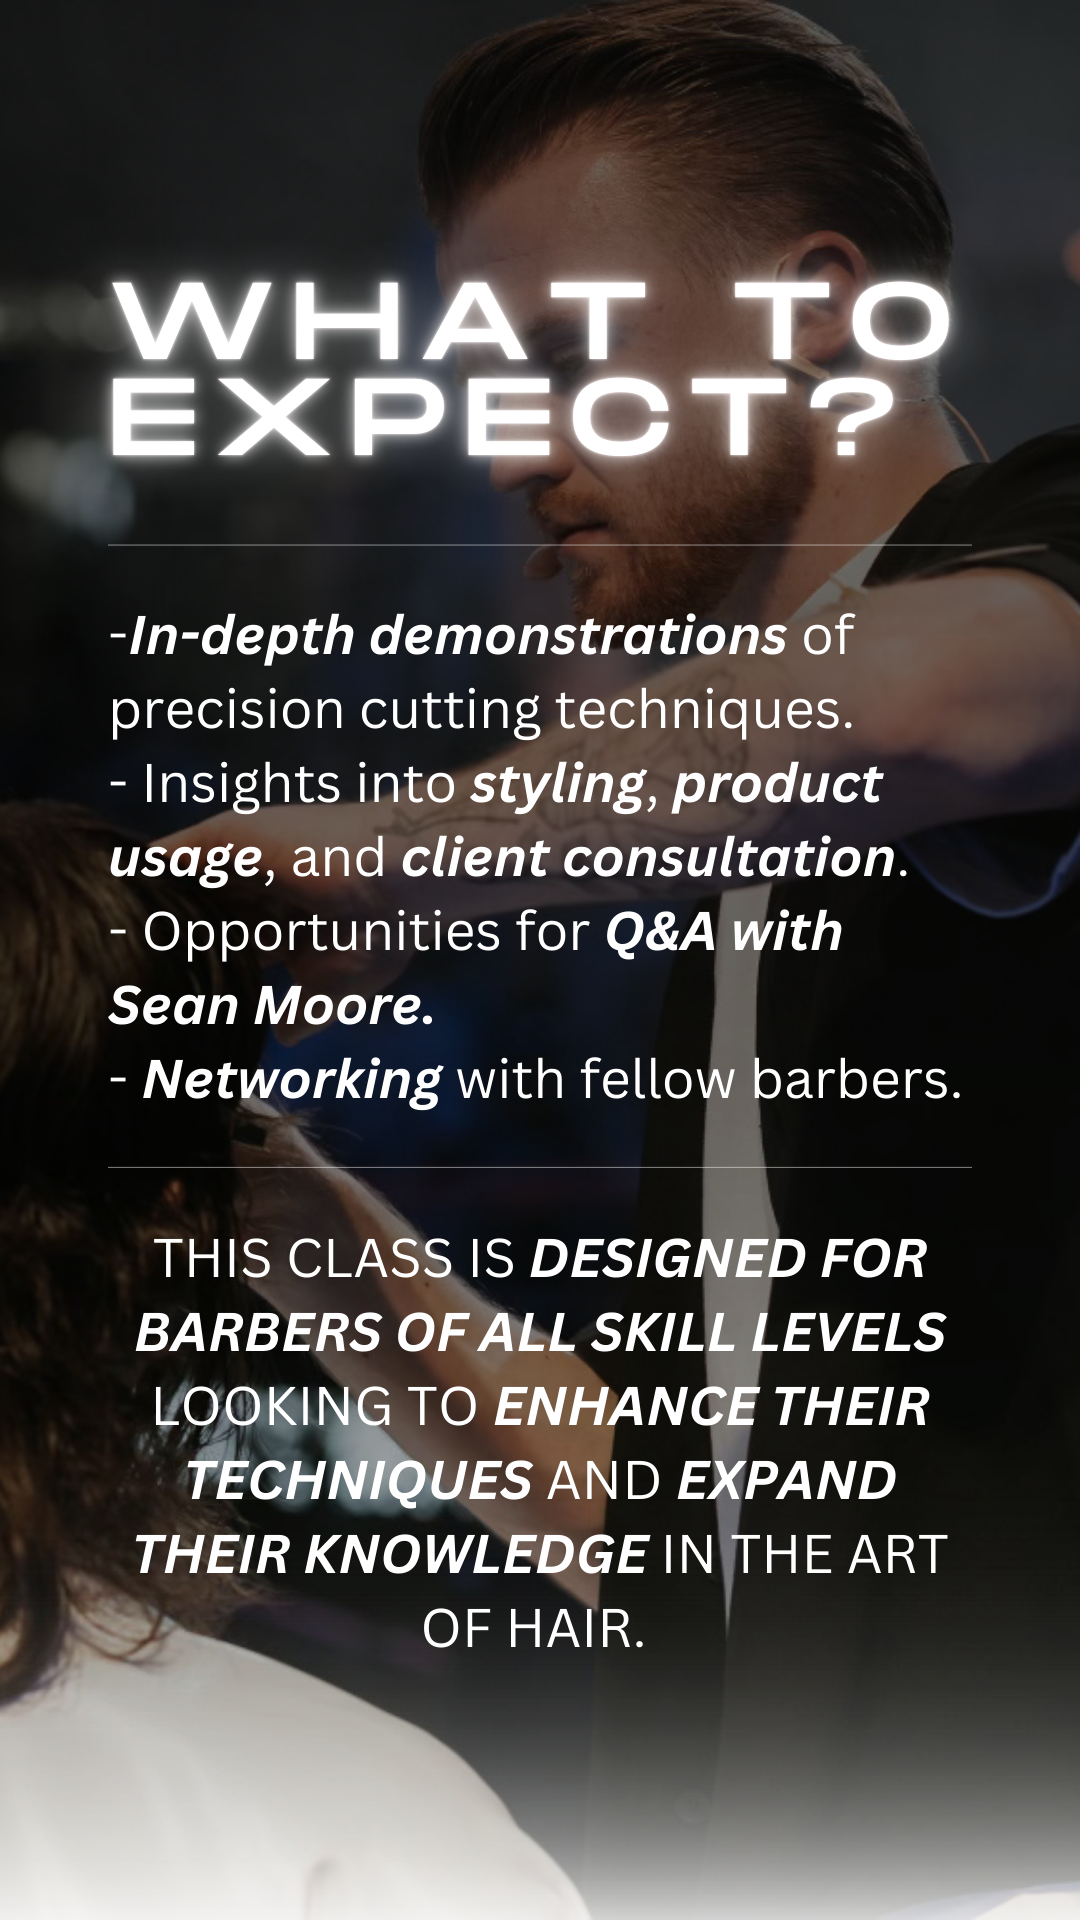 WHAT TO
EXPECT?
-In-depth demonstrations of
precision cutting techniques.
- Insights into styling, product
usage, and client consultation.
- Opportunities for Q&A with
Sean Moore.
- Networking with fellow barbers.
THIS CLASS IS DESIGNED FOR
BARBERS OF ALL SKILL LEVELS
LOOKING TO ENHANCE THEIR
TECHNIQUES AND EXPAND
THEIR KNOWLEDGE IN THE ART
OF HAIR.